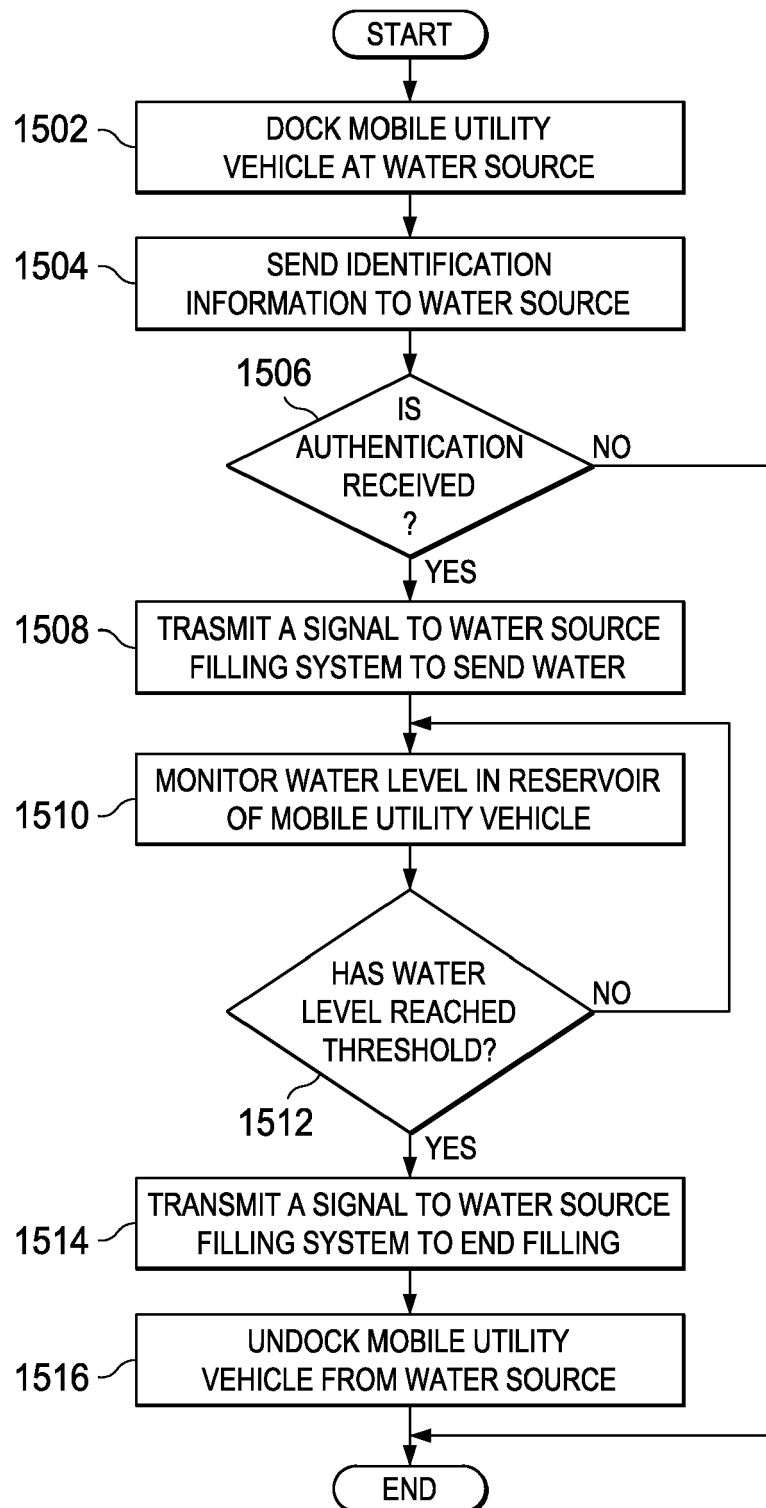 START
1502
DOCK MOBILE UTILITY
VEHICLE AT WATER SOURCE
1504
SEND IDENTIFICATION
INFORMATION TO WATER SOURCE
1506
IS
AUTHENTICATION
RECEIVED
?
NO
YES
1508
TRASMIT A SIGNAL TO WATER SOURCE
FILLING SYSTEM TO SEND WATER
1510
MONITOR WATER LEVEL IN RESERVOIR
OF MOBILE UTILITY VEHICLE
HAS WATER
LEVEL REACHED
THRESHOLD?
NO
1512
YES
1514
TRANSMIT A SIGNAL TO WATER SOURCE
FILLING SYSTEM TO END FILLING
1516
UNDOCK MOBILE UTILITY
VEHICLE FROM WATER SOURCE
END